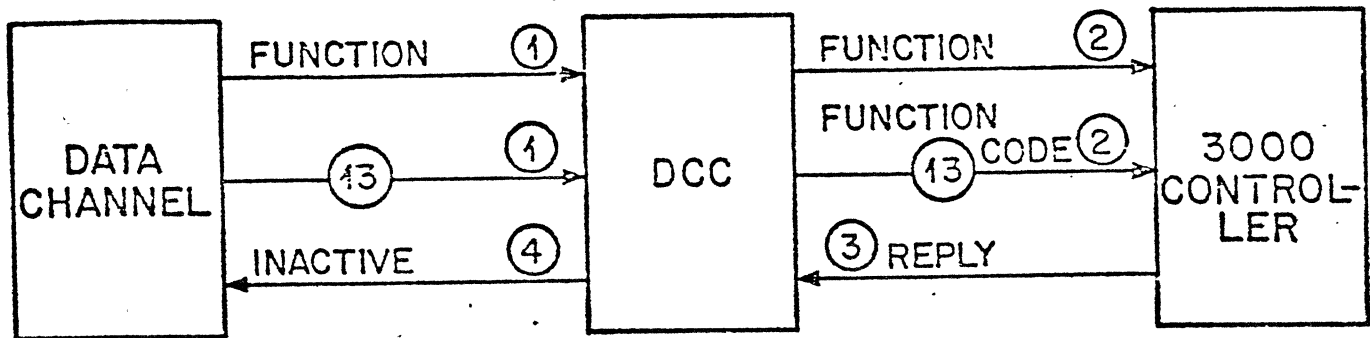 FUNCTION 1
FUNCTION 2
DATA
CHANNEL
13 1
DCC
FUNCTION
13 CODE 2
3000
CONTROL-
LER
INACTIVE 4
3 REPLY